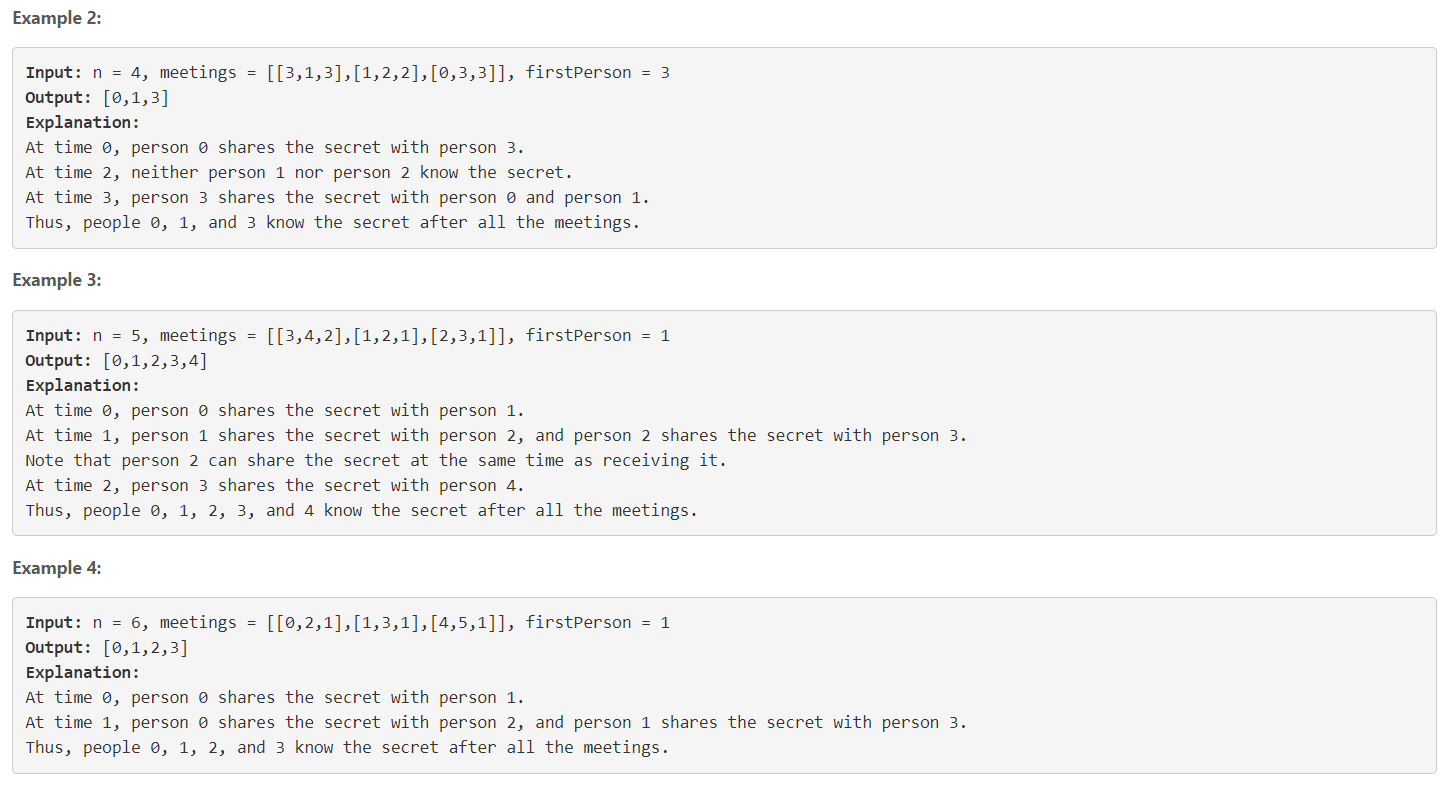 Example 2:
Input: n = 4, meetings = [[3,1,3],[1,2,2],[0,3,3]], firstPerson = 3
Output: [0,1,3]
Explanation:
At time 0, person 0 shares the secret with person 3.
At time 2, neither person 1 nor person 2 know the secret.
At time 3, person 3 shares the secret with person 0 and person 1.
Thus, people 0, 1, and 3 know the secret after all the meetings.
Example 3:
Input: n = 5, meetings = [[3,4,2],[1,2,1],[2,3,1]], firstPerson = 1
Output: [0,1,2,3,4]
Explanation:
At time 0, person 0 shares the secret with person 1.
At time 1, person 1 shares the secret with person 2, and person 2 shares the secret with person 3.
Note that person 2 can share the secret at the same time as receiving it.
At time 2, person 3 shares the secret with person 4.
Thus, people 0, 1, 2, 3, and 4 know the secret after all the meetings.
Example 4:
Input: n = 6, meetings = [[0,2,1],[1,3,1],[4,5,1]], firstPerson = 1
Output: [0,1,2,3]
Explanation:
At time 0, person 0 shares the secret with person 1.
At time 1, person 0 shares the secret with person 2, and person 1 shares the secret with person 3.
Thus, people 0, 1, 2, and 3 know the secret after all the meetings.